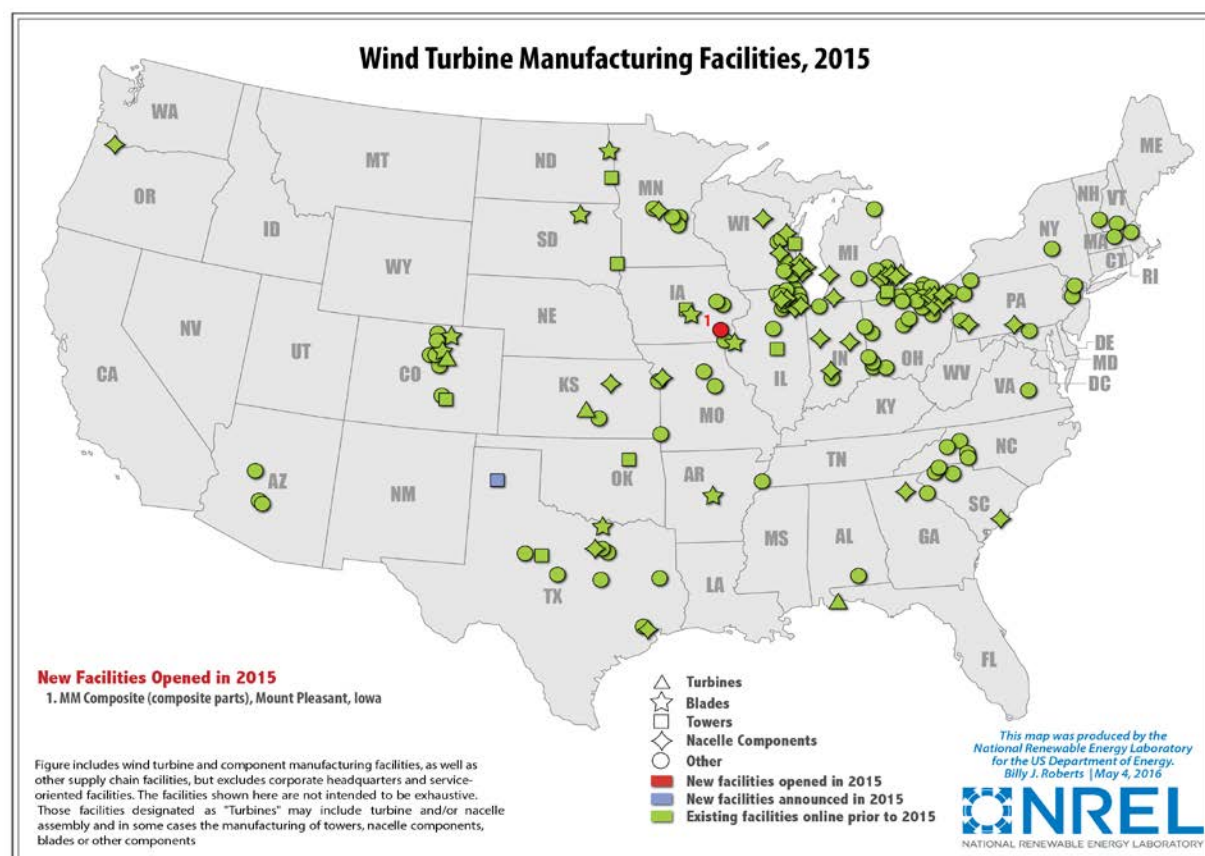 Wind Turbine Manufacturing Facilities, 2015
WA
MT
ND
MN
ME
OR
ID
SD
WI
MI
NH
VT
NY
WY
MA
CT
RI
IA
NE
PA
1
NV
UT
CO
IL
IN
OH
DE
MD
DC
CA
KS
MO
WV
VA
KY
AZ
NM
OK
AR
TN
NC
SC
MS
AL
GA
TX
LA
FL
New Facilities Opened in 2015
1. MM Composite (composite parts), Mount Pleasant, Iowa
Turbines
Blades
Towers
Nacelle Components
Other
New facilities opened in 2015
New facilities announced in 2015
Existing facilities online prior to 2015
Figure includes wind turbine and component manufacturing facilities, as well as
other supply chain facilities, but excludes corporate headquarters and service-
oriented facilities. The facilities shown here are not intended to be exhaustive.
Those facilities designated as "Turbines" may include turbine and/or nacelle
assembly and in some cases the manufacturing of towers, nacelle components,
blades or other components
This map was produced by the
National Renewable Energy Laboratory
for the US Department of Energy.
Billy J. Roberts | May 4, 2016
NREL
NATIONAL RENEWABLE ENERGY LABORATORY